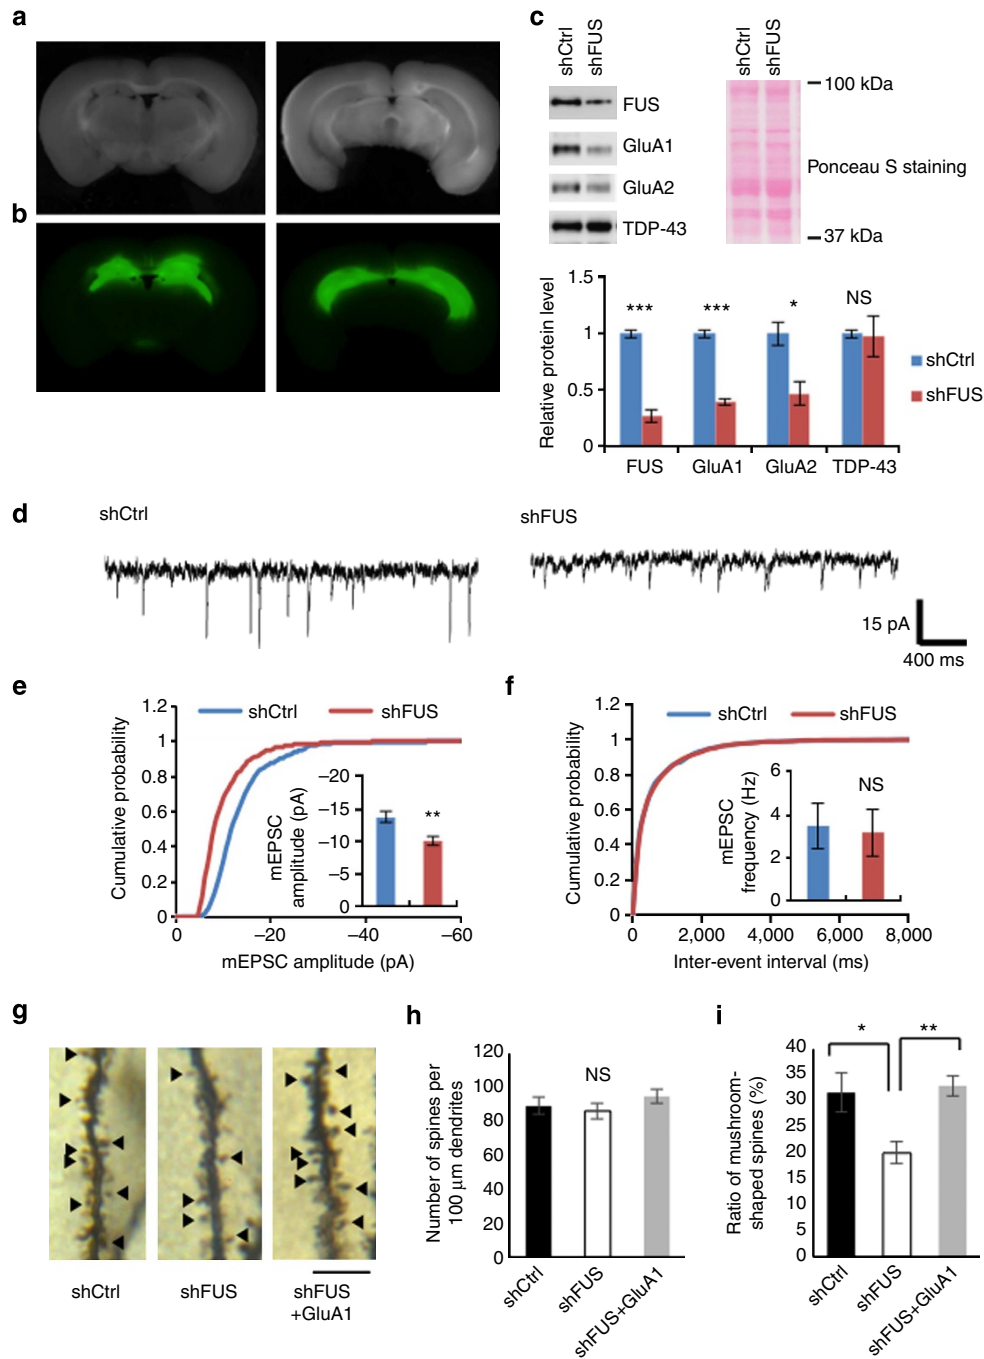 a
b
c
shCtrl
shFUS
FUS
GluA1
GluA2
TDP-43
shCtrl
shFUS
100 kDa
Ponceau S staining
37 kDa
Relative protein level
1.5
1
0.5
0
***
***
*
NS
FUS
GluA1
GluA2
TDP-43
shCtrl
shFUS
d
shCtrl
shFUS
15 pA
400 ms
e
Cumulative probability
1.2
1
0.8
0.6
0.4
0.2
0
shCtrl
shFUS
mEPSC
amplitude (pA)
–20
–15
–10
–5
0
**
0
–20
–40
–60
mEPSC amplitude (pA)
f
Cumulative probability
1.2
1
0.8
0.6
0.4
0.2
0
shCtrl
shFUS
mEPSC
frequency (Hz)
6
4
2
0
NS
0
2,000
4,000
6,000
8,000
Inter-event interval (ms)
g
shCtrl
shFUS
shFUS
+GluA1
h
Number of spines per
100 μm dendrites
120
100
80
60
40
20
0
NS
shCtrl
shFUS
shFUS+GluA1
i
Ratio of mushroom-
shaped spines (%)
40
35
30
25
20
15
10
5
0
*
**
shCtrl
shFUS
shFUS+GluA1